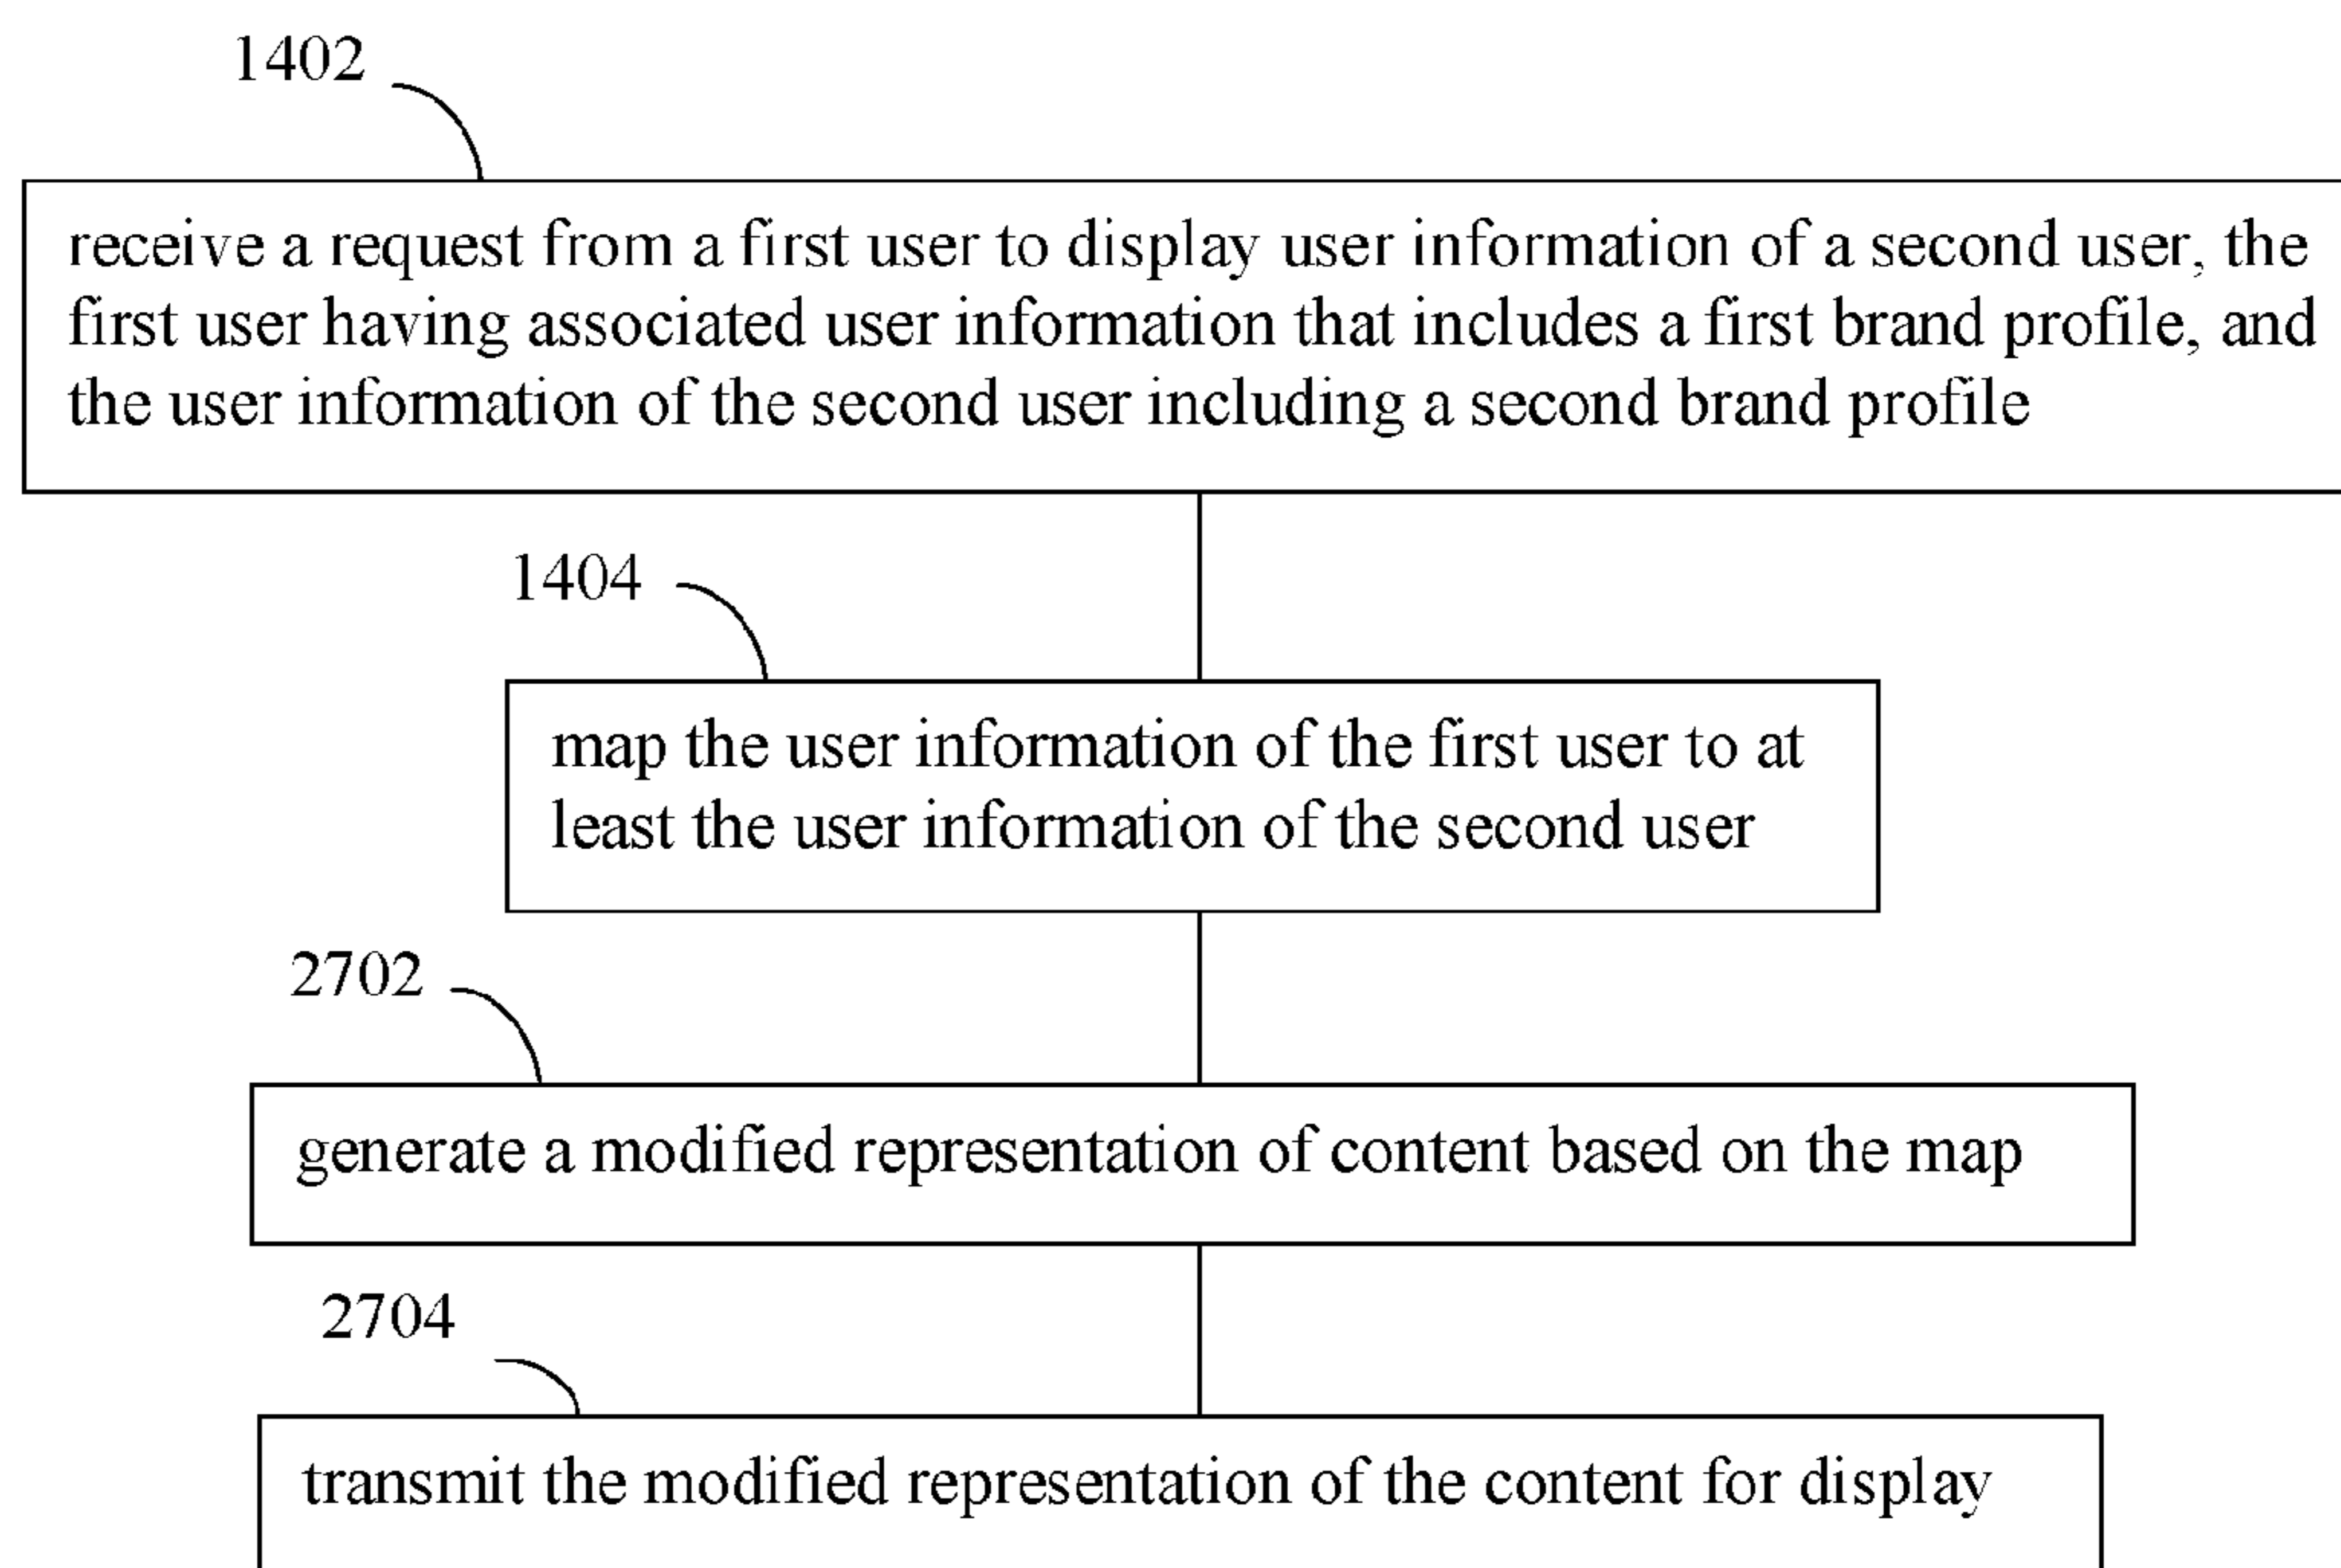 1402
receive a request from a first user to display user information of a second user, the
first user having associated user information that includes a first brand profile, and
the user information of the second user including a second brand profile
1404
map the user information of the first user to at
least the user information of the second user
2702
generate a modified representation of content based on the map
2704
transmit the modified representation of the content for display